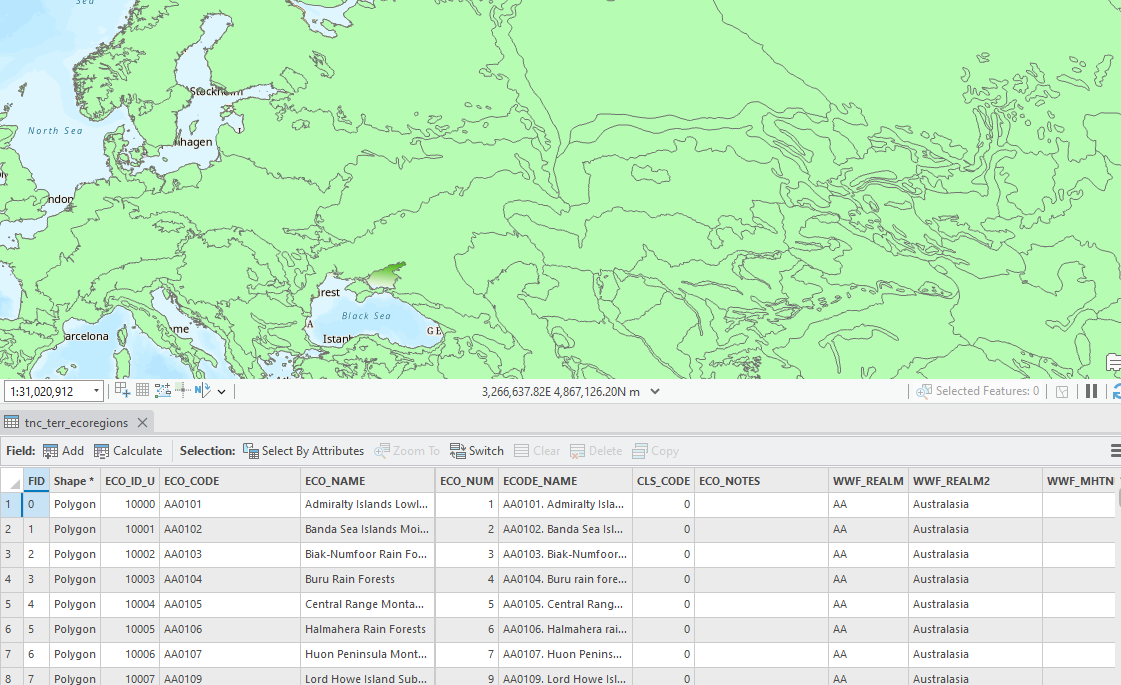 Sea
Stockholm
North Sea
nhagen
ndon
rest
Black Sea
A
GE
me
arcelona
Istanb
1:31,020,912
3,266,637.82E 4,867,126.20N m
Selected Features: 0
tnc_terr_ecoregions
Field: Add Calculate Selection: Select By Attributes Zoom To Switch Clear Delete Copy
FID Shape * ECO_ID_U ECO_CODE ECO_NAME ECO_NUM ECODE_NAME CLS_CODE ECO_NOTES WWF_REALM WWF_REALM2 WWF_MHTN
1 0 Polygon 10000 AA0101 Admiralty Islands Lowl... 1 AA0101. Admiralty Isla... 0 AA Australasia
2 1 Polygon 10001 AA0102 Banda Sea Islands Moi... 2 AA0102. Banda Sea Isl... 0 AA Australasia
3 2 Polygon 10002 AA0103 Biak-Numfoor Rain Fo... 3 AA0103. Biak-Numfoor... 0 AA Australasia
4 3 Polygon 10003 AA0104 Buru Rain Forests 4 AA0104. Buru rain fore... 0 AA Australasia
5 4 Polygon 10004 AA0105 Central Range Monta... 5 AA0105. Central Rang... 0 AA Australasia
6 5 Polygon 10005 AA0106 Halmahera Rain Forests 6 AA0106. Halmahera rai... 0 AA Australasia
7 6 Polygon 10006 AA0107 Huon Peninsula Mont... 7 AA0107. Huon Penins... 0 AA Australasia
8 7 Polygon 10007 AA0109 Lord Howe Island Sub... 9 AA0109. Lord Howe Isl... 0 AA Australasia